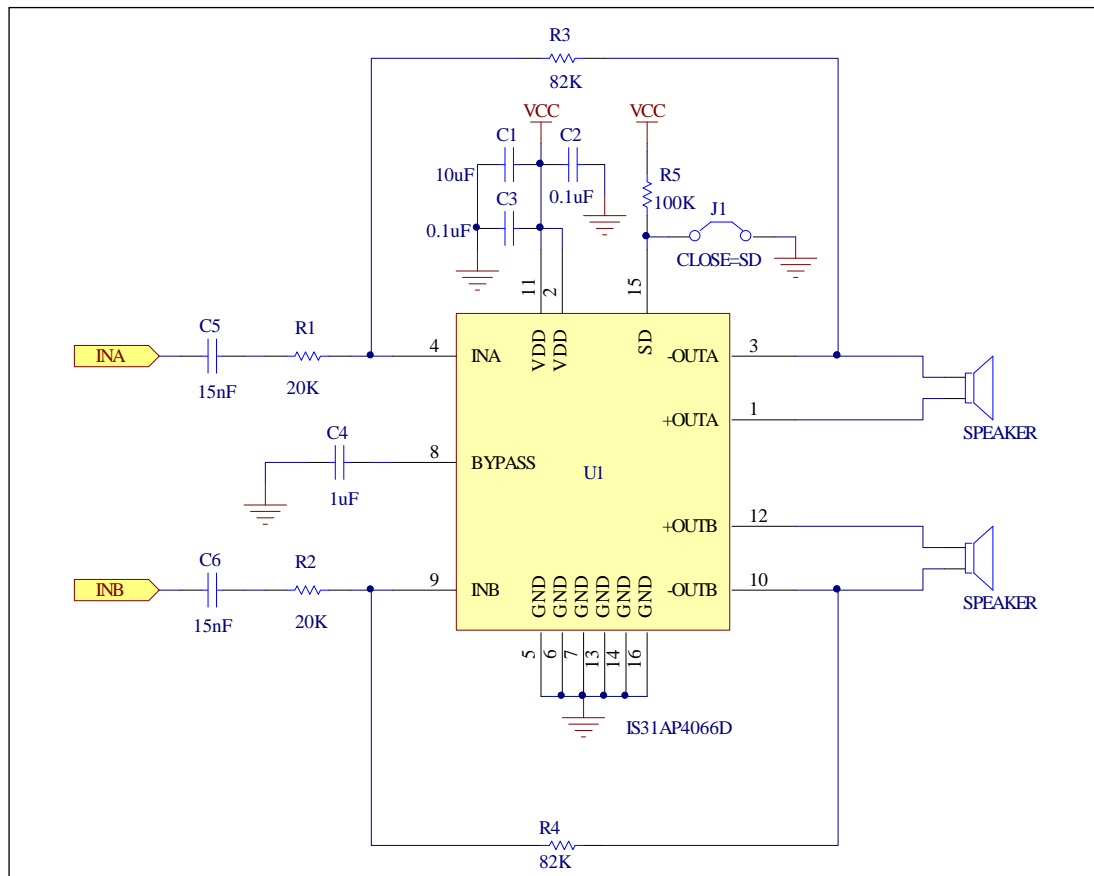 R3
82K
VCC
VCC
C1
C2
10uF
C3
0.1uF
0.1uF
R5
100K
J1
CLOSE=SD
11
2
15
C5
R1
INA
15nF
20K
4
INA
VDD
VDD
SD
-OUTA
3
+OUTA
1
SPEAKER
C4
1uF
8
BYPASS
U1
+OUTB
12
C6
R2
INB
15nF
20K
9
INB
GND
GND
GND
GND
GND
GND
-OUTB
10
SPEAKER
5
6
7
13
14
16
IS31AP4066D
R4
82K